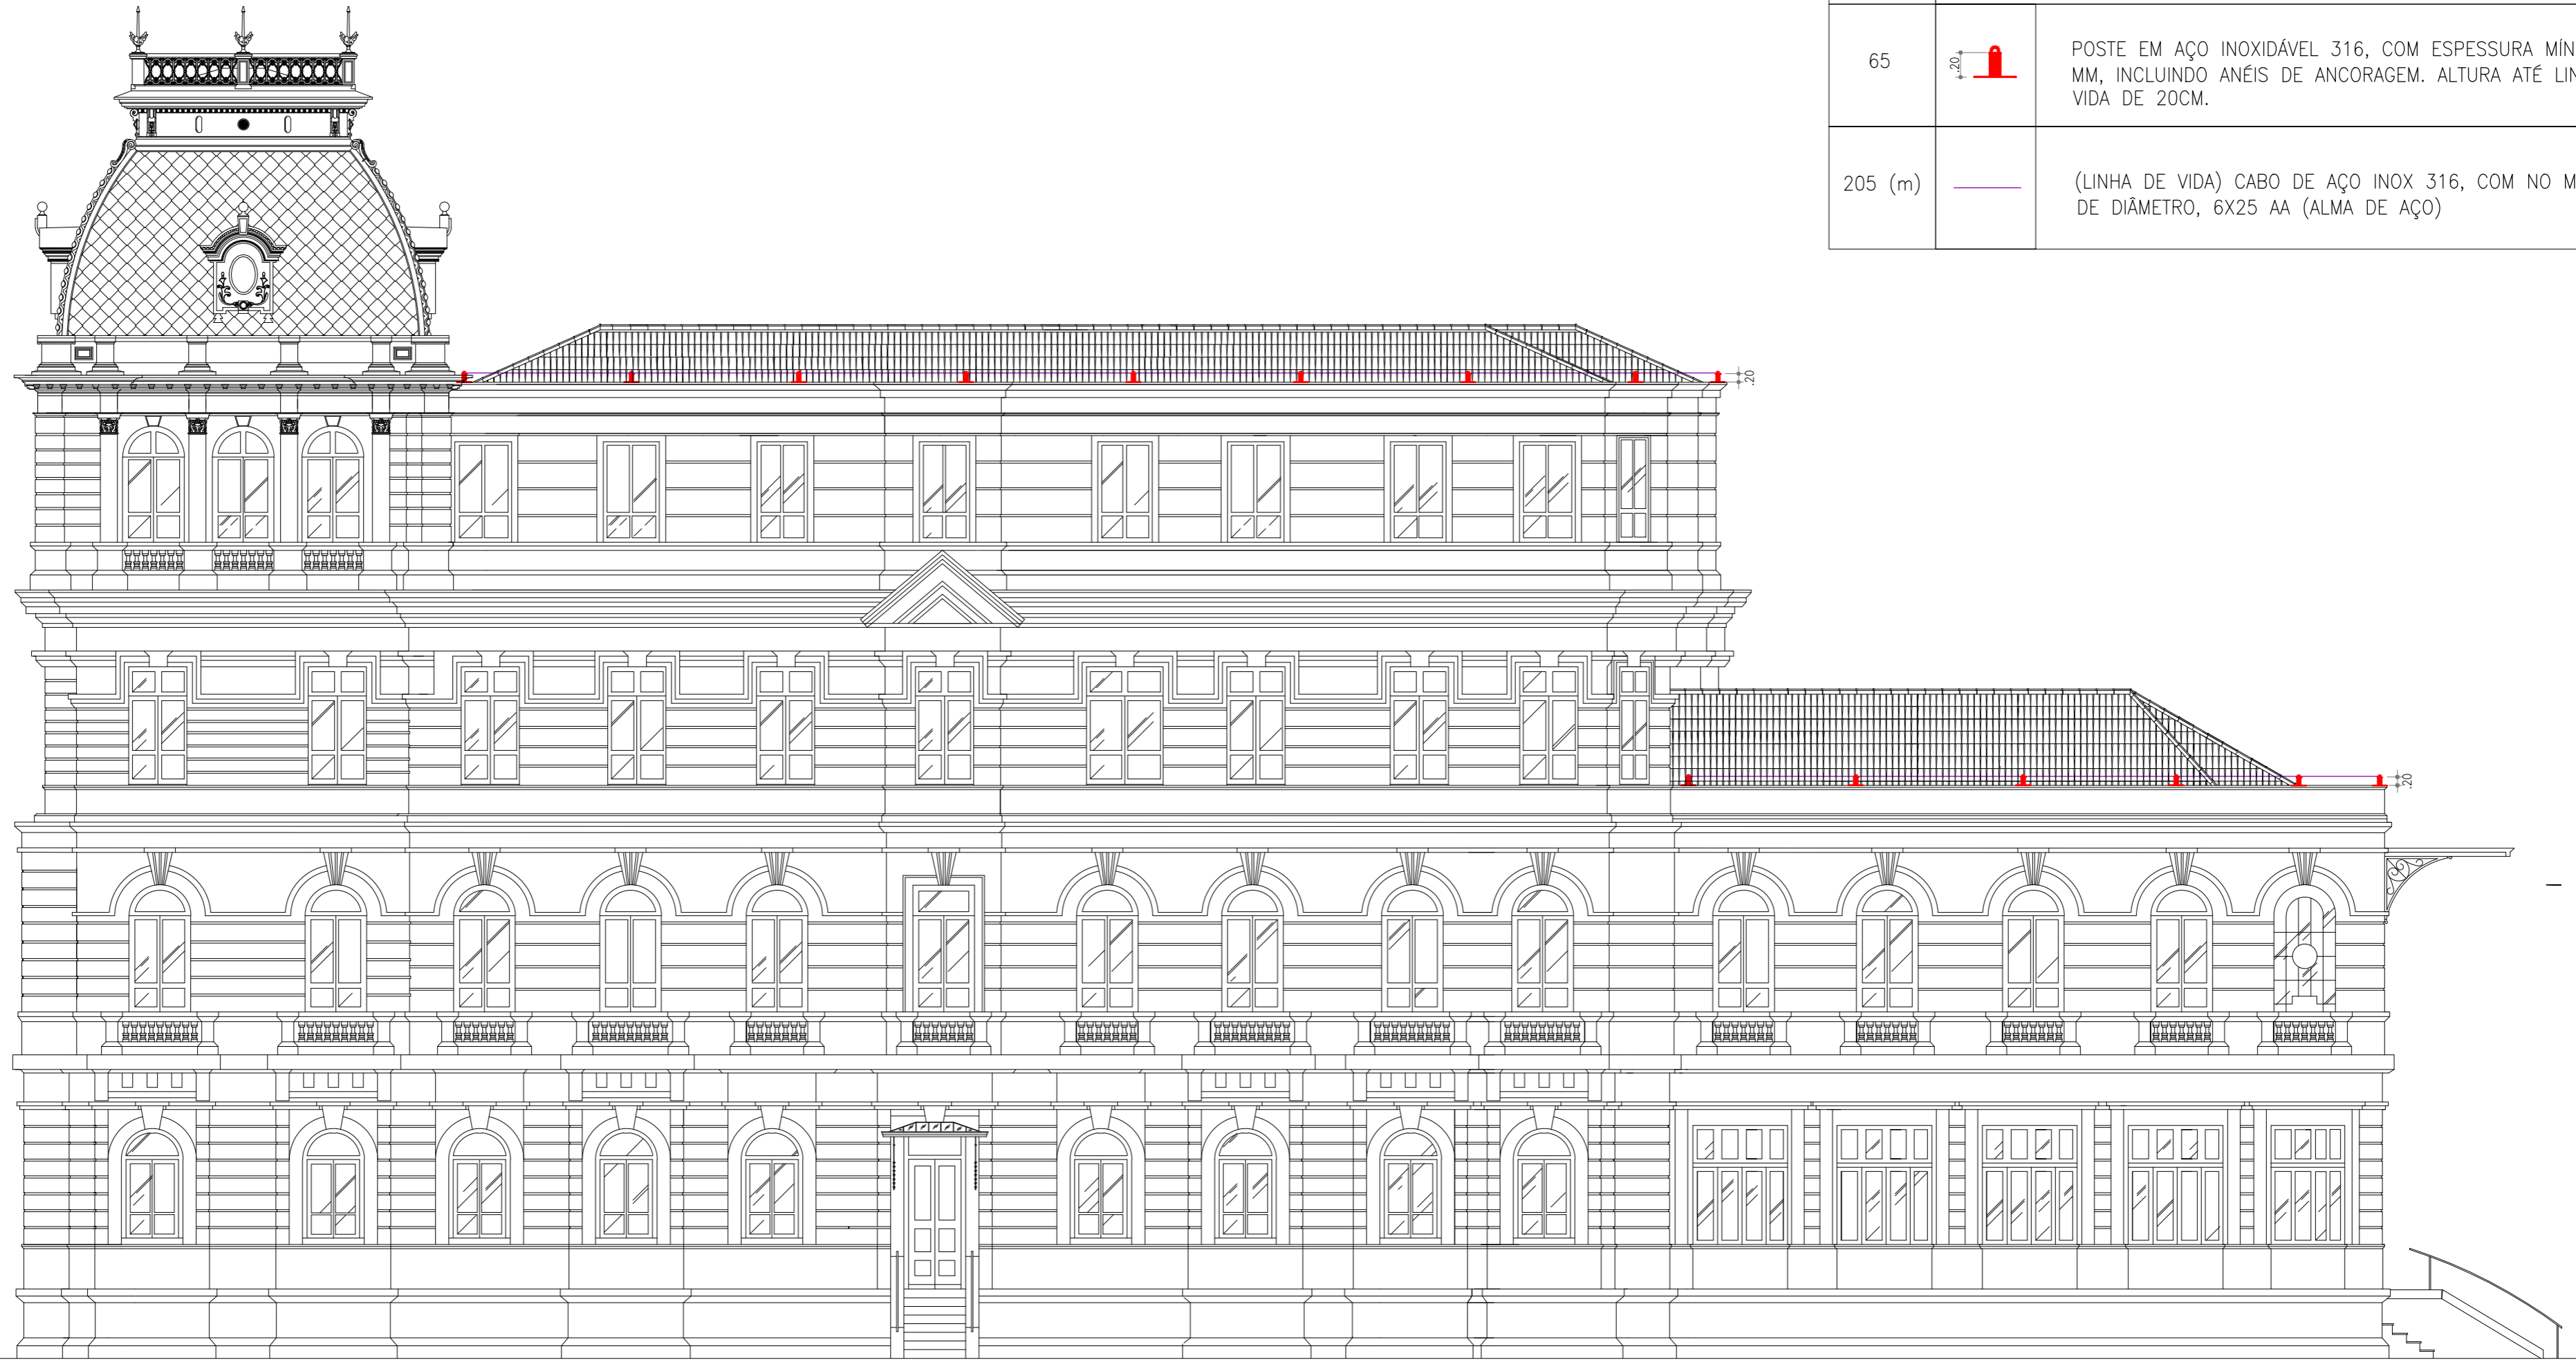 65
.20
POSTE EM AÇO INOXIDÁVEL 316, COM ESPESSURA
MM, INCLUINDO ANÉIS DE ANCORAGEM. ALTURA ATÉ
VIDA DE 20CM.
205 (m)
(LINHA DE VIDA) CABO DE AÇO INOX 316, COM NO
DE DIÂMETRO, 6X25 AA (ALMA DE AÇO)
.20
.20